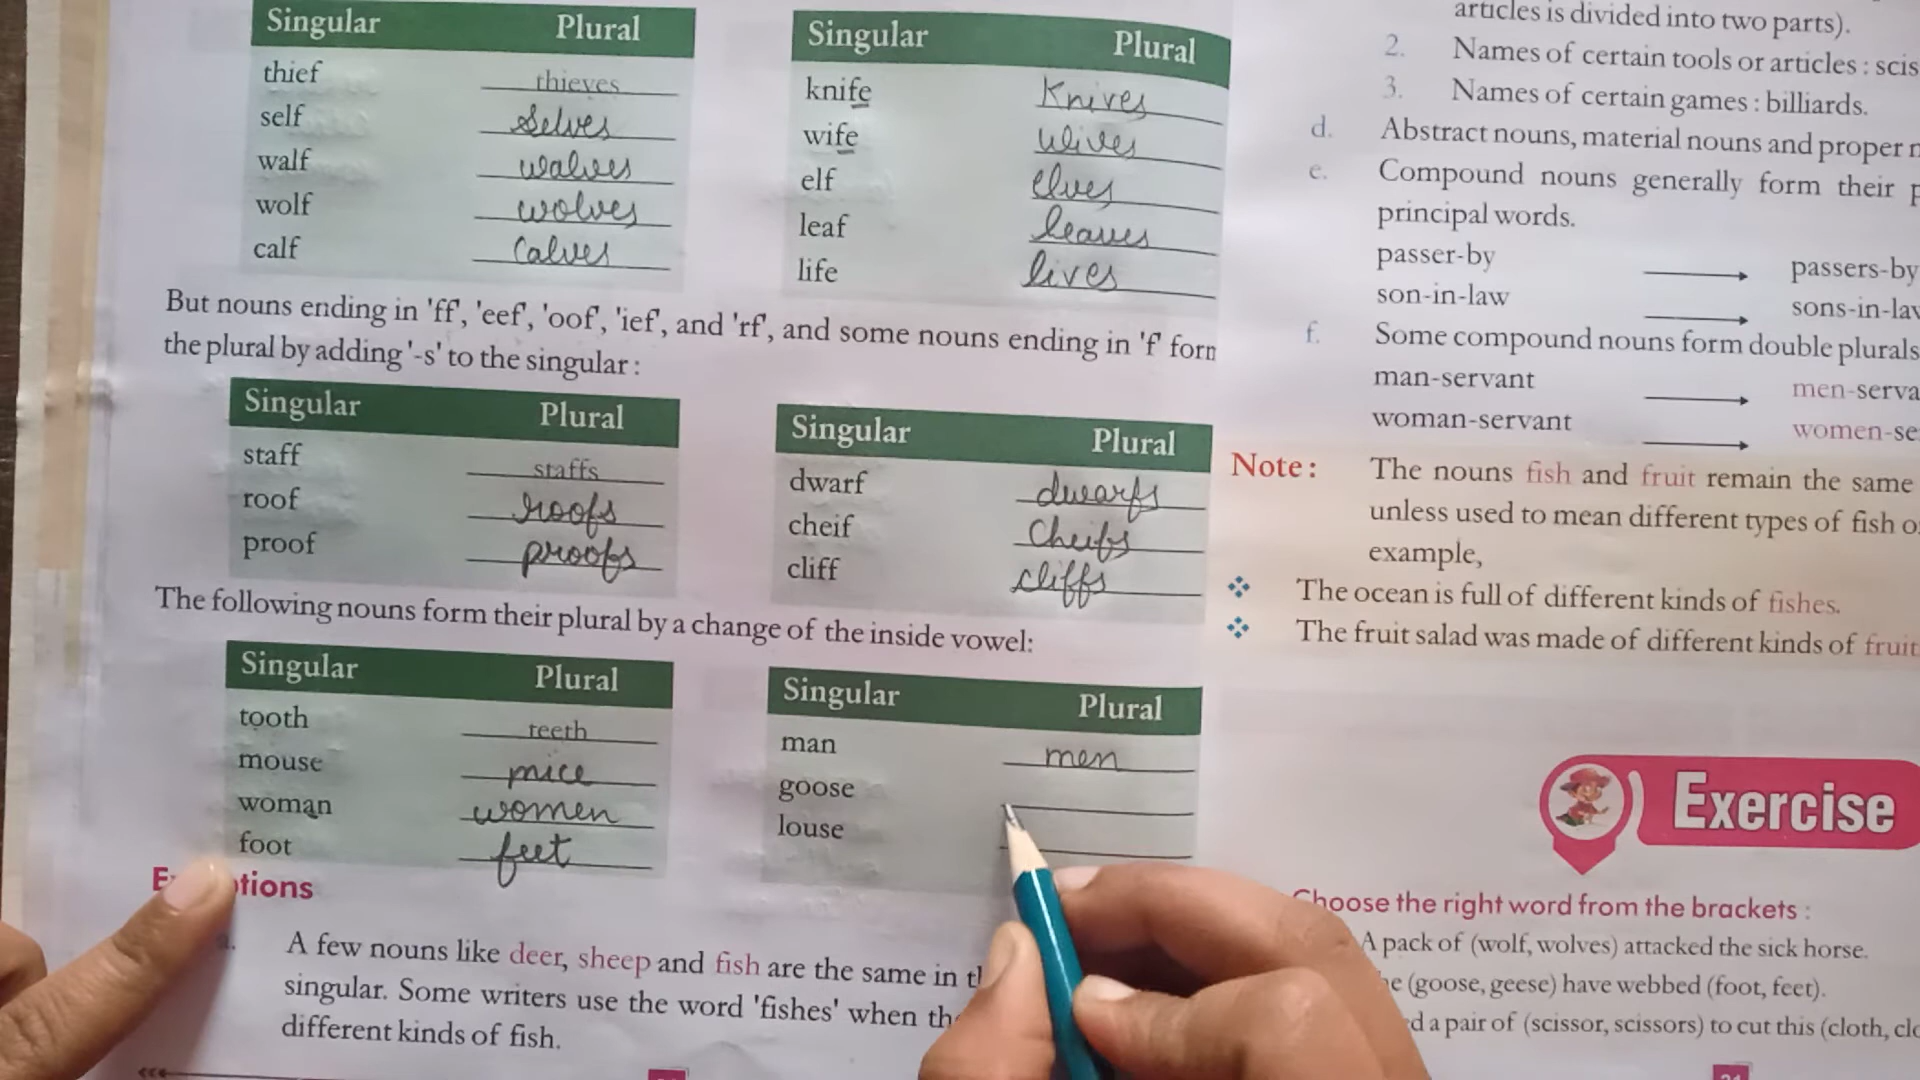 Singular Plural
thief thieves
self selves
walf walves
wolf wolves
calf Calves
Singular Plural
knife Knives
wife wives
elf elves
leaf leaves
life lives
But nouns ending in 'ff', 'eef', 'oof', 'ief', and 'rf', and some nouns ending in 'f' form
the plural by adding '-s' to the singular :
Singular Plural
staff staffs
roof roofs
proof proofs
Singular Plural
dwarf dwarfs
cheif Cheifs
cliff cliffs
The following nouns form their plural by a change of the inside vowel:
Singular Plural
tooth teeth
mouse mice
woman women
foot feet
Singular Plural
man men
goose
louse
a. A few nouns like deer, sheep and fish are the same in
singular. Some writers use the word 'fishes' when
different kinds of fish.
articles is divided into two parts).
2. Names of certain tools or articles : scis
3. Names of certain games : billiards.
d. Abstract nouns, material nouns and proper
e. Compound nouns generally form their
principal words.
passer-by passers-by
son-in-law sons-in-la
f. Some compound nouns form double plurals
man-servant men-serva
woman-servant women-se
Note : The nouns fish and fruit remain the same
unless used to mean different types of fish
example,
The ocean is full of different kinds of fishes.
The fruit salad was made of different kinds of fruit
Exercise
Choose the right word from the brackets :
A pack of (wolf, wolves) attacked the sick horse.
(goose, geese) have webbed (foot, feet).
a pair of (scissor, scissors) to cut this (cloth, clo